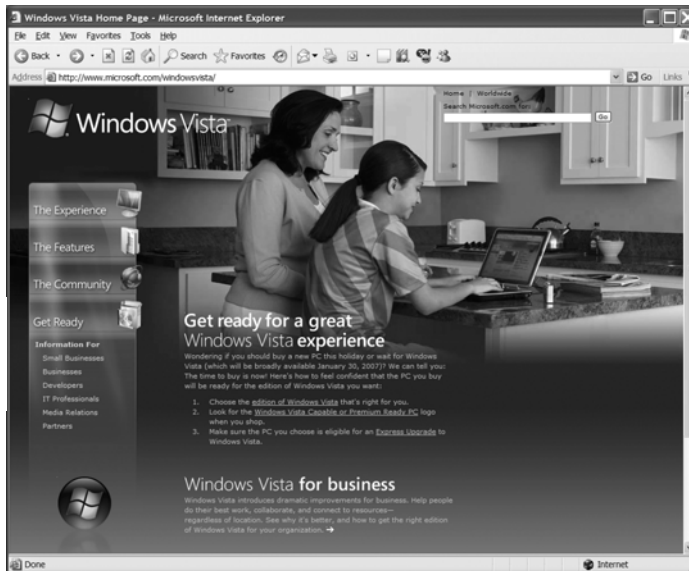 Windows Vista Home Page - Microsoft Internet Explorer
File Edit View Favorites Tools Help
Back Search Favorites
Address http://www.microsoft.com/windowsvista/ Go Links
Home | Worldwide
Search Microsoft.com for:
Go
Windows Vista
The Experience
The Features
The Community
Get Ready
Information For
Small Businesses
Businesses
Developers
IT Professionals
Media Relations
Partners
Get ready for a great
Windows Vista experience
Wondering if you should buy a new PC this holiday or wait for Windows
Vista (which will be broadly available January 30, 2007)? We can tell you:
The time to buy is now! Here's how to feel confident that the PC you buy
will be ready for the edition of Windows Vista you want:
1. Choose the edition of Windows Vista that's right for you.
2. Look for the Windows Vista Capable or Premium Ready PC logo
when you shop.
3. Make sure the PC you choose is eligible for an Express Upgrade to
Windows Vista.
Windows Vista for business
Windows Vista introduces dramatic improvements for business. Help people
do their best work, collaborate, and connect to resources—
regardless of location. See why it's better, and how to get the right edition
of Windows Vista for your organization. ➔
Done Internet